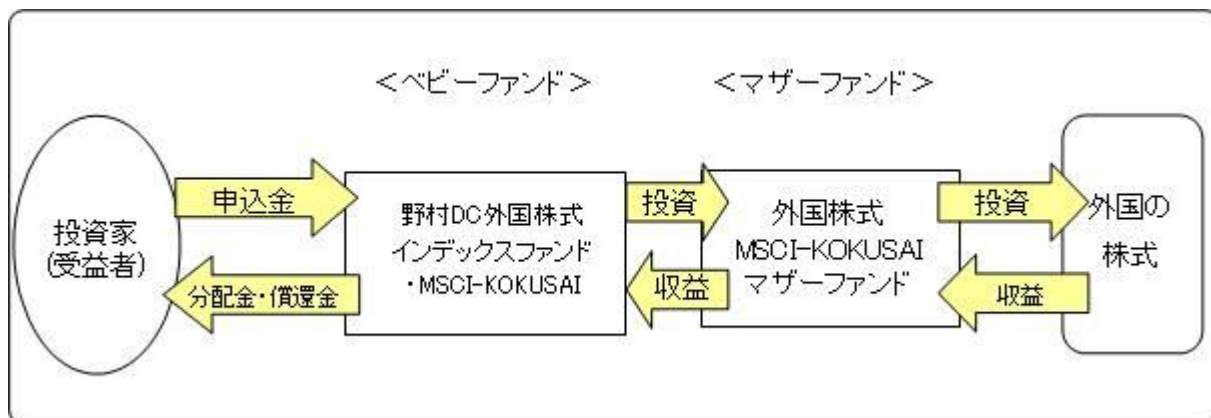 ＜ベビーファンド＞
＜マザーファンド＞
投資家
(受益者)
申込金
分配金・償還金
野村DC外国株式
インデックスファンド
・MSCI-KOKUSAI
投資
収益
外国株式
MSCI-KOKUSAI
マザーファンド
投資
収益
外国の
株式